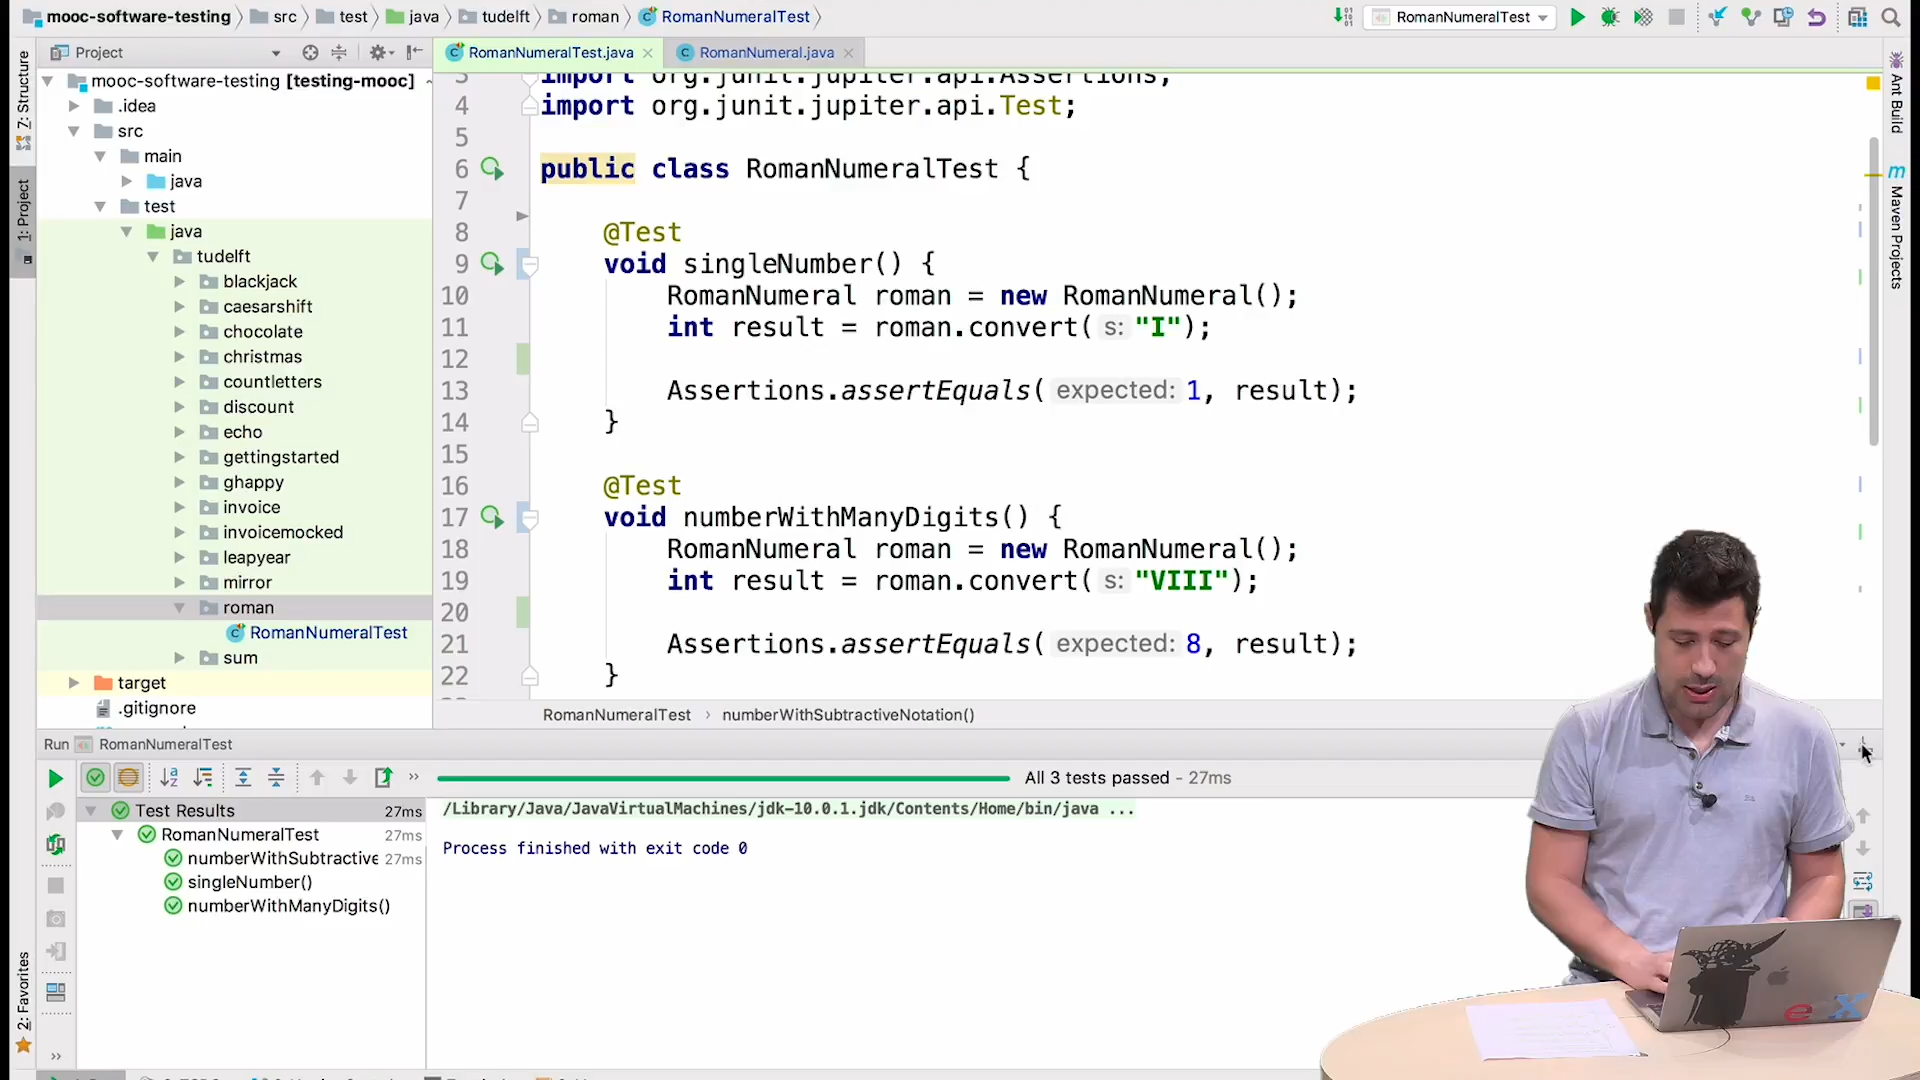 mooc-software-testing src test java tudelft roman RomanNumeralTest
RomanNumeralTest
Project
RomanNumeralTest.java
RomanNumeral.java
mooc-software-testing [testing-mooc]
.idea
src
main
java
test
java
tudelft
blackjack
caesarshift
chocolate
christmas
countletters
discount
echo
gettingstarted
ghappy
invoice
invoicemocked
leapyear
mirror
roman
RomanNumeralTest
sum
target
.gitignore
Z: Structure
1: Project
2: Favorites
3 import org.junit.jupiter.api.Assertions;
4 import org.junit.jupiter.api.Test;
5
6 public class RomanNumeralTest {
7
8 @Test
9 void singleNumber() {
10 RomanNumeral roman = new RomanNumeral();
11 int result = roman.convert( s: "I");
12
13 Assertions.assertEquals( expected: 1, result);
14 }
15
16 @Test
17 void numberWithManyDigits() {
18 RomanNumeral roman = new RomanNumeral();
19 int result = roman.convert( s: "VIII");
20
21 Assertions.assertEquals( expected: 8, result);
22 }
RomanNumeralTest › numberWithSubtractiveNotation()
Ant Build
m Maven Projects
Run RomanNumeralTest
All 3 tests passed - 27ms
Test Results 27ms
RomanNumeralTest 27ms
numberWithSubtractive 27ms
singleNumber()
numberWithManyDigits()
/Library/Java/JavaVirtualMachines/jdk-10.0.1.jdk/Contents/Home/bin/java ...
Process finished with exit code 0
e X